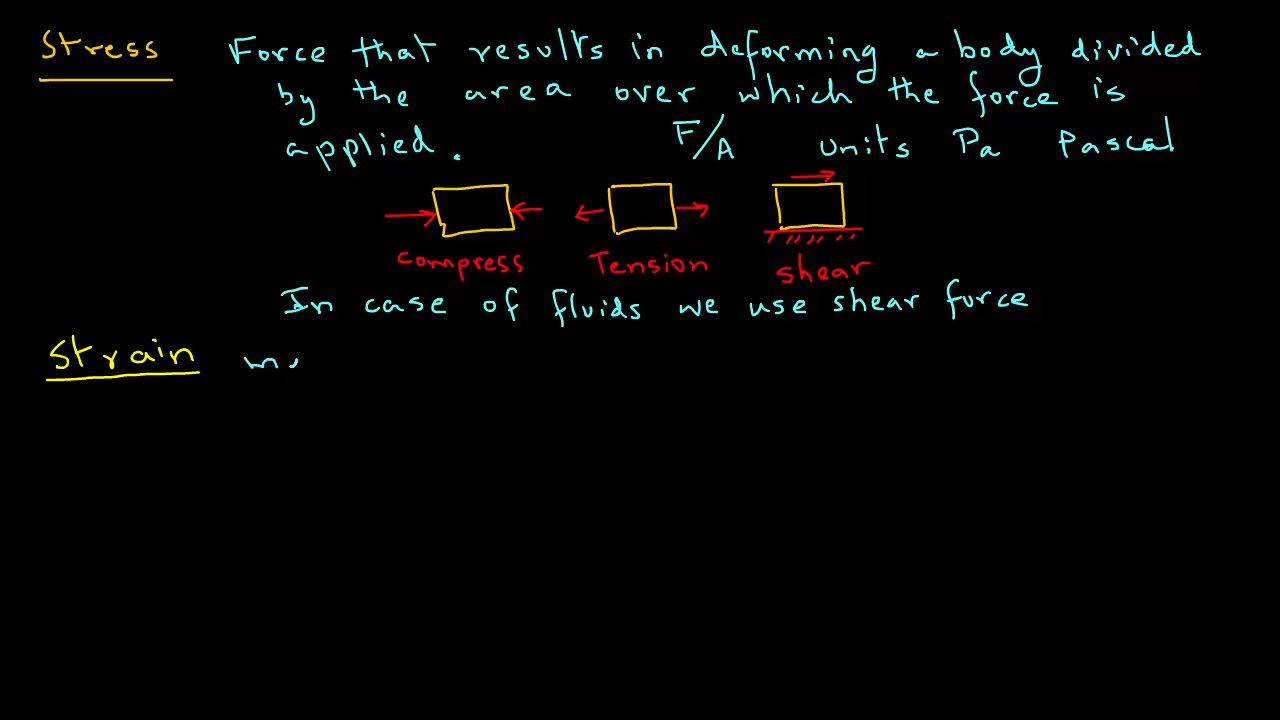 Stress Force that results in deforming a body divided
by the area over which the force is
applied. F/A units Pa Pascal
compress Tension shear
In case of fluids we use shear force
Strain